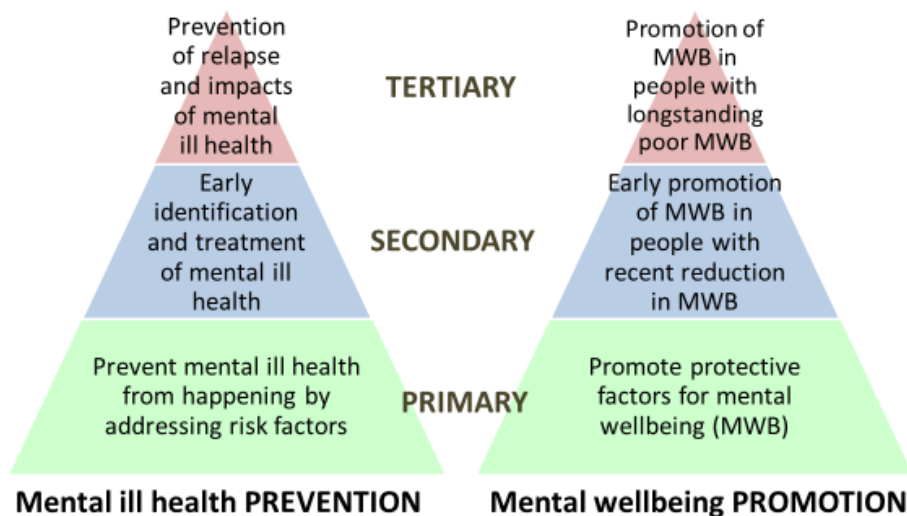 Prevention
of relapse
and impacts
of mental
ill health
TERTIARY
Promotion of
MWB in
people with
longstanding
poor MWB
Early
identification
and treatment
of mental ill
health
SECONDARY
Early promotion
of MWB in
people with
recent reduction
in MWB
Prevent mental ill health
from happening by
addressing risk factors
PRIMARY
Promote protective
factors for mental
wellbeing (MWB)
Mental ill health PREVENTION
Mental wellbeing PROMOTION